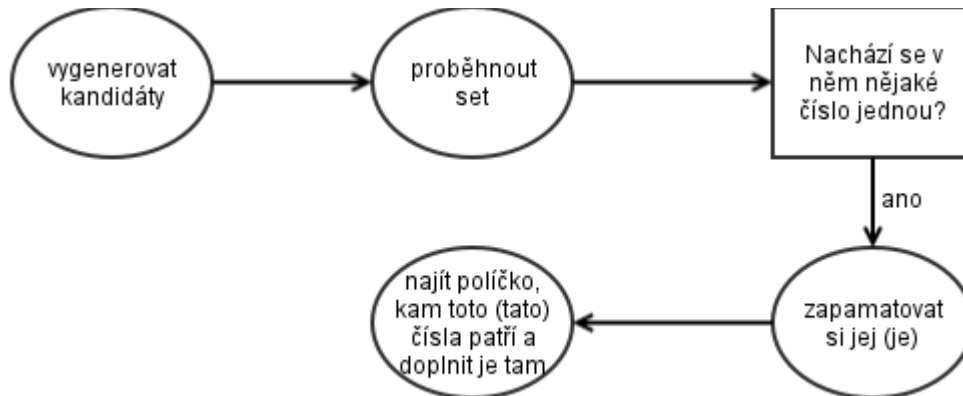 vygenerovat
kandidáty
proběhnout
set
Nachází se v
něm nějaké
číslo jednou?
ano
zapamatovat
si jej (je)
najít políčko,
kam toto (tato)
čísla patří a
doplnit je tam